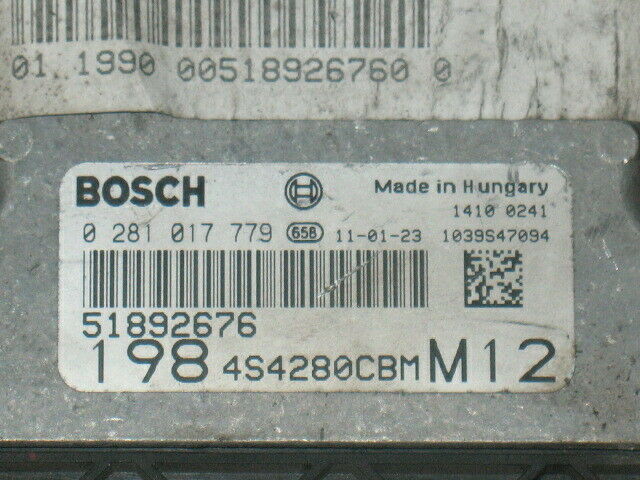 01 1990 00518926760 0
BOSCH Made in Hungary
1410 0241
0 281 017 779 658 11-01-23 1039S47094
51892676
198 4S4280CBM M12